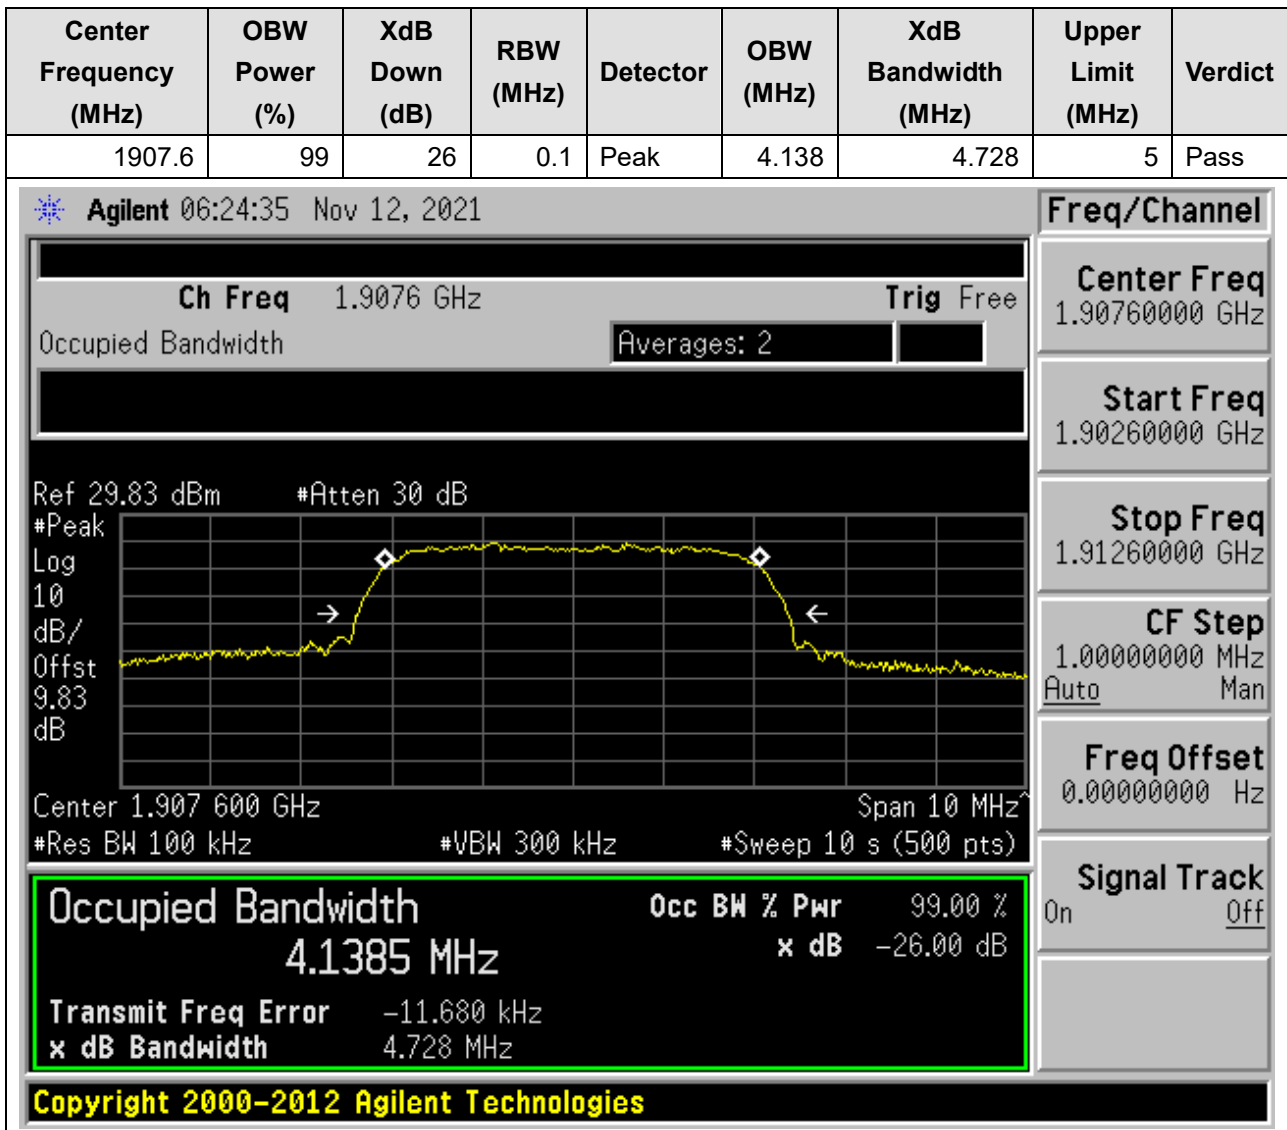 Center Frequency (MHz) OBW Power (%) XdB Down (dB) RBW (MHz) Detector OBW (MHz) XdB Bandwidth (MHz) Upper Limit (MHz) Verdict
1907.6 99 26 0.1 Peak 4.138 4.728 5 Pass
Agilent 06:24:35 Nov 12, 2021
Freq/Channel
Ch Freq 1.9076 GHz Trig Free
Occupied Bandwidth Averages: 2
Center Freq
1.90760000 GHz
Start Freq
1.90260000 GHz
Stop Freq
1.91260000 GHz
CF Step
1.00000000 MHz
Auto Man
Freq Offset
0.00000000 Hz
Signal Track
On Off
Ref 29.83 dBm #Atten 30 dB
#Peak
Log
10
dB/
Offst
9.83
dB
Center 1.907 600 GHz Span 10 MHz^
#Res BW 100 kHz #VBW 300 kHz #Sweep 10 s (500 pts)
Occupied Bandwidth Occ BW % Pwr 99.00 %
4.1385 MHz x dB -26.00 dB
Transmit Freq Error -11.680 kHz
x dB Bandwidth 4.728 MHz
Copyright 2000-2012 Agilent Technologies